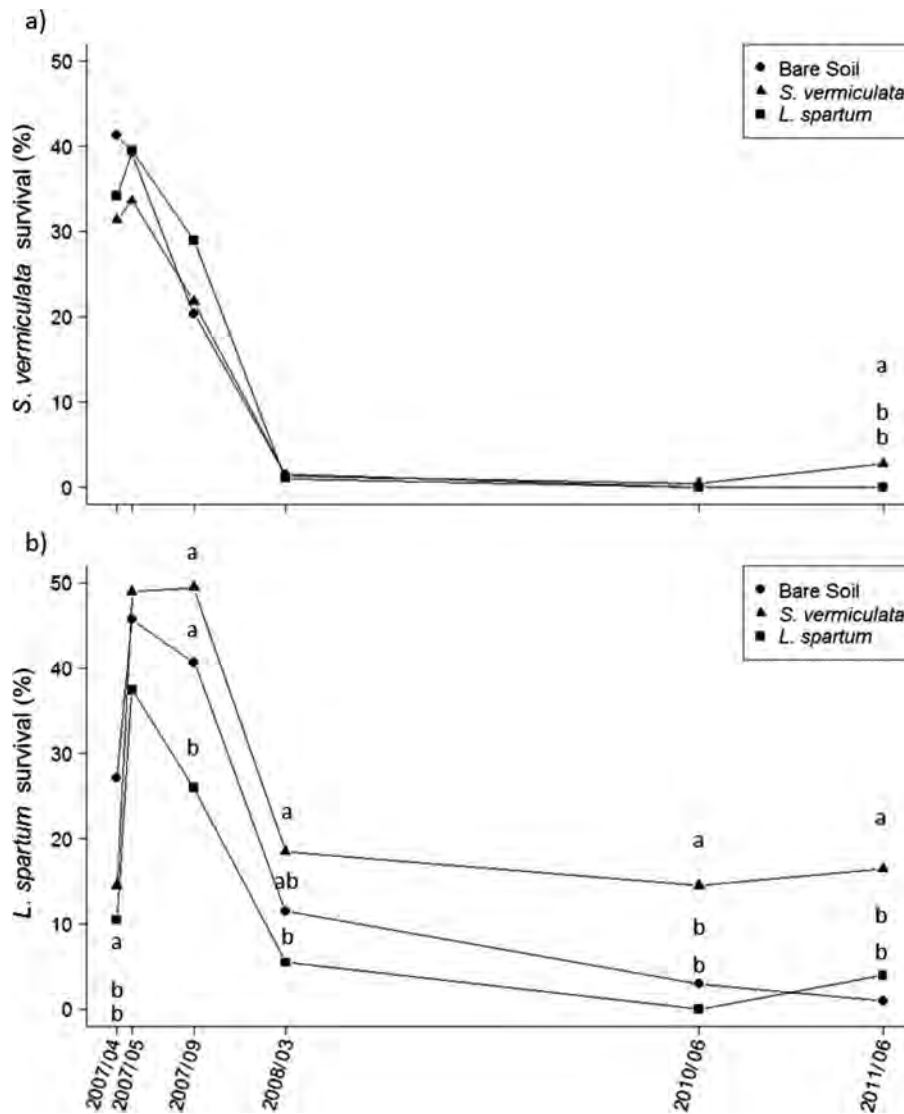 a)
50
40
30
20
10
0
S. vermiculata survival (%)
Bare Soil
S. vermiculata
L. spartum
a
b
b
b)
50
40
30
20
10
0
L. spartum survival (%)
Bare Soil
S. vermiculata
L. spartum
a
a
b
a
ab
b
a
b
b
a
b
b
a
b
b
2007/04
2007/05
2007/09
2008/03
2010/06
2011/06